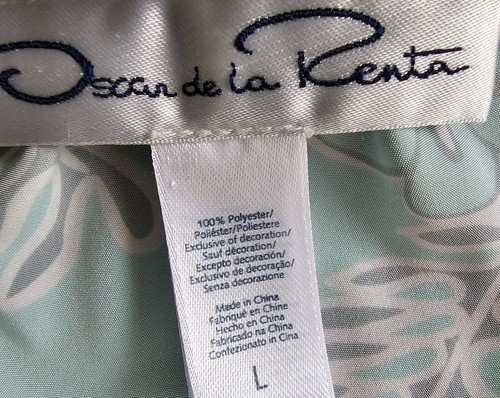 Oscar de la Renta
100% Polyester/
Poliéster/Poliestere
Exclusive of decoration/
Sauf décoration/
Excepto decoración/
Exclusivo de decoração/
Senza decorazione
Made in China
Fabriqué en Chine
Hecho en China
Fabricado na China
Confezionato in Cina
L